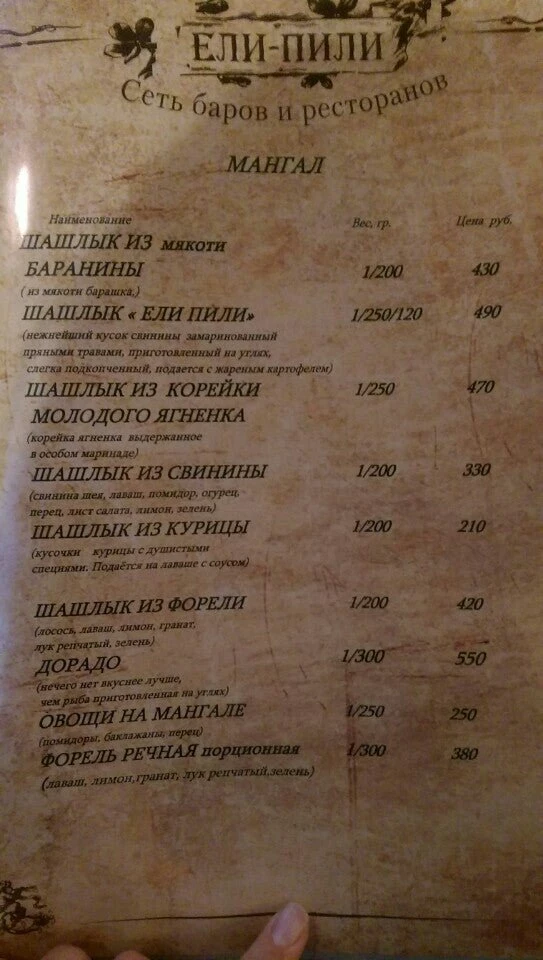 ЕЛИ-ПИЛИ
Сеть баров и ресторанов
МАНГАЛ
Наименование Вес, гр. Цена руб.
ШАШЛЫК ИЗ мякоти
БАРАНИНЫ 1/200 430
( из мякоти барашка,)
ШАШЛЫК « ЕЛИ ПИЛИ» 1/250/120 490
(нежнейший кусок свинины замаринованный
пряными травами, приготовленный на углях,
слегка подкопченный, подается с жареным картофелем)
ШАШЛЫК ИЗ КОРЕЙКИ 1/250 470
МОЛОДОГО ЯГНЕНКА
(корейка ягненка выдержанное
в особом маринаде)
ШАШЛЫК ИЗ СВИНИНЫ 1/200 330
(свинина шея, лаваш, помидор, огурец,
перец, лист салата, лимон, зелень)
ШАШЛЫК ИЗ КУРИЦЫ 1/200 210
(кусочки курицы с душистыми
специями. Подаётся на лаваше с соусом)
ШАШЛЫК ИЗ ФОРЕЛИ 1/200 420
(лосось, лаваш, лимон, гранат,
лук репчатый, зелень)
ДОРАДО 1/300 550
(нечего нет вкуснее лучше,
чем рыба приготовленная на углях)
ОВОЩИ НА МАНГАЛЕ 1/250 250
(помидоры, баклажаны, перец)
ФОРЕЛЬ РЕЧНАЯ порционная 1/300 380
(лаваш, лимон,гранат, лук репчатый,зелень)